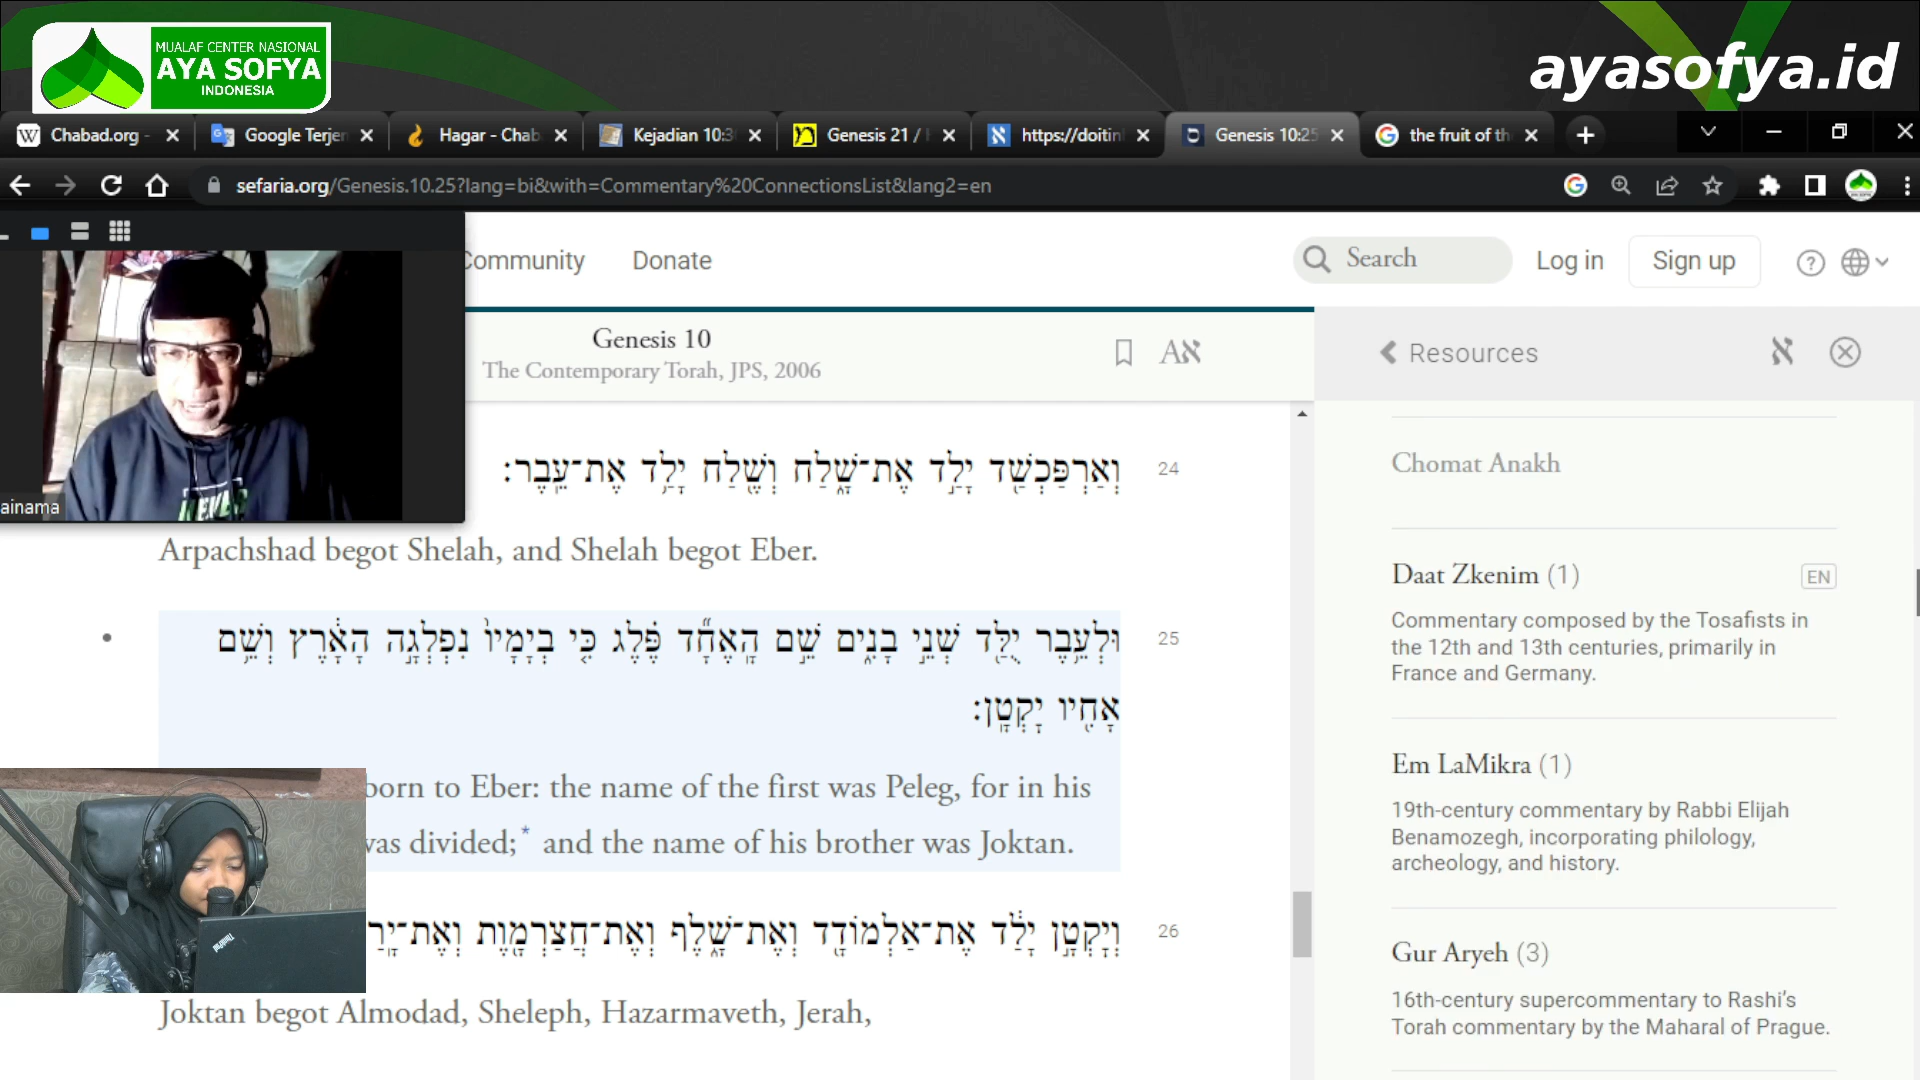 MUALAF CENTER NASIONAL
AYA SOFYA
INDONESIA
ayasofya.id
Chabad.org -
Google Terjem
Hagar - Chab
Kejadian 10:3
Genesis 21 /
https://doitinl
Genesis 10:25
the fruit of th
sefaria.org/Genesis.10.25?lang=bi&with=Commentary%20ConnectionsList&lang2=en
Community
Donate
Search
Log in
Sign up
ainama
Genesis 10
The Contemporary Torah, JPS, 2006
Aא
וְאַרְפַּכְשַׁ֖ד יָלַ֣ד אֶת־שָׁ֑לַח וְשֶׁ֖לַח יָלַ֥ד אֶת־עֵֽבֶר׃
24
Arpachshad begot Shelah, and Shelah begot Eber.
וּלְעֵ֥בֶר יֻלַּ֖ד שְׁנֵ֣י בָנִ֑ים שֵׁ֣ם הָֽאֶחָ֞ד פֶּ֗לֶג כִּ֤י בְיָמָיו֙ נִפְלְגָ֣ה הָאָ֔רֶץ וְשֵׁ֥ם
25
אָחִ֖יו יׇקְטָֽן׃
born to Eber: the name of the first was Peleg, for in his
was divided;* and the name of his brother was Joktan.
וְיׇקְטָ֣ן יָלַ֔ד אֶת־אַלְמוֹדָ֖ד וְאֶת־שָׁ֑לֶף וְאֶת־חֲצַרְמָ֖וֶת וְאֶת־יָֽרַ
26
Joktan begot Almodad, Sheleph, Hazarmaveth, Jerah,
Resources
א
Chomat Anakh
Daat Zkenim (1)
EN
Commentary composed by the Tosafists in
the 12th and 13th centuries, primarily in
France and Germany.
Em LaMikra (1)
19th-century commentary by Rabbi Elijah
Benamozegh, incorporating philology,
archeology, and history.
Gur Aryeh (3)
16th-century supercommentary to Rashi's
Torah commentary by the Maharal of Prague.
ThinkPad